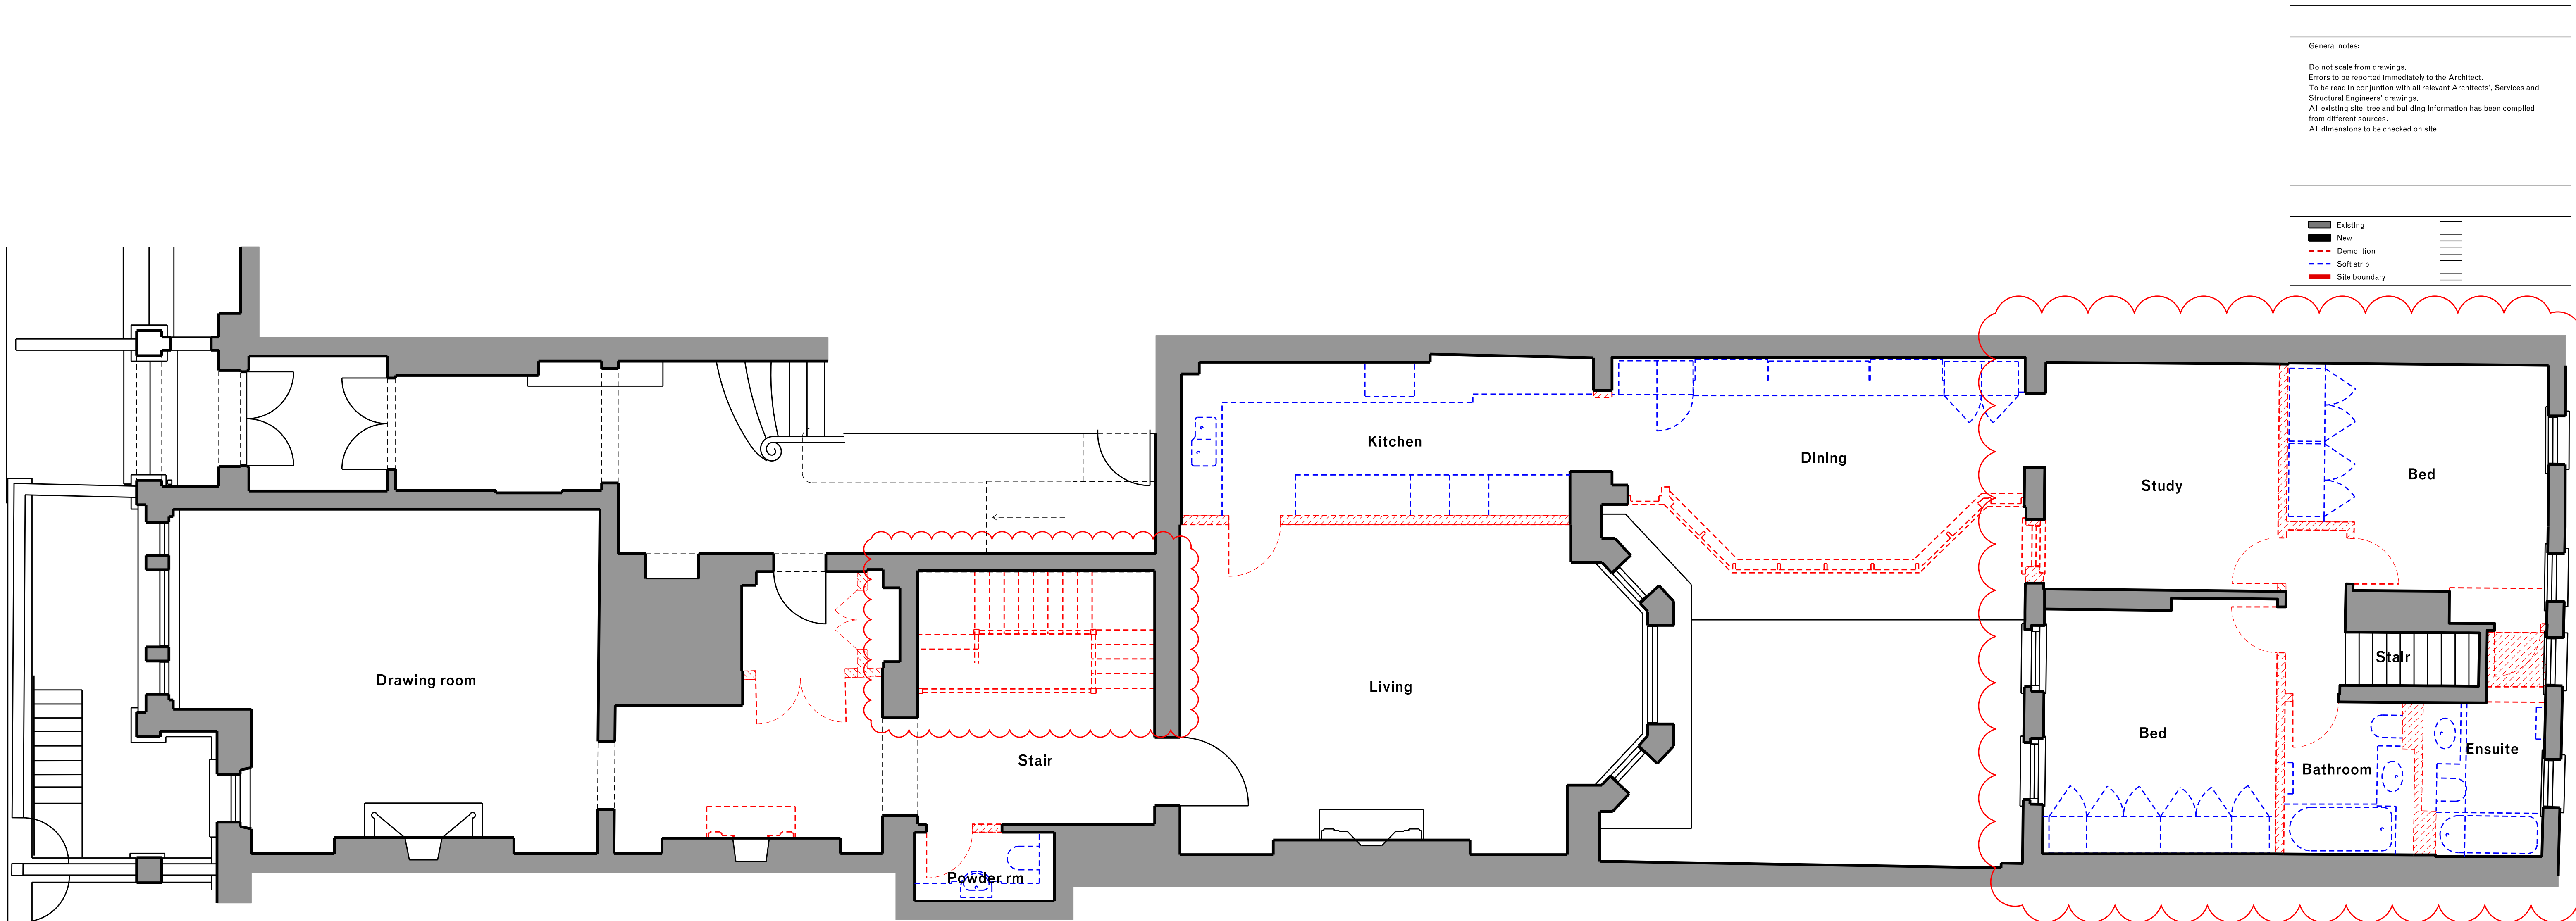 General notes:
Do not scale from drawings.
Errors to be reported immediately to the Architect.
To be read in conjuntion with all relevant Architects', Services and
Structural Engineers' drawings.
All existing site, tree and building information has been compiled
from different sources.
All dimensions to be checked on site.
Existing
New
Demolition
Soft strip
Site boundary
Kitchen
Dining
Study
Bed
Drawing room
Living
Stair
Stair
Bed
Bathroom
Ensuite
Powder rm